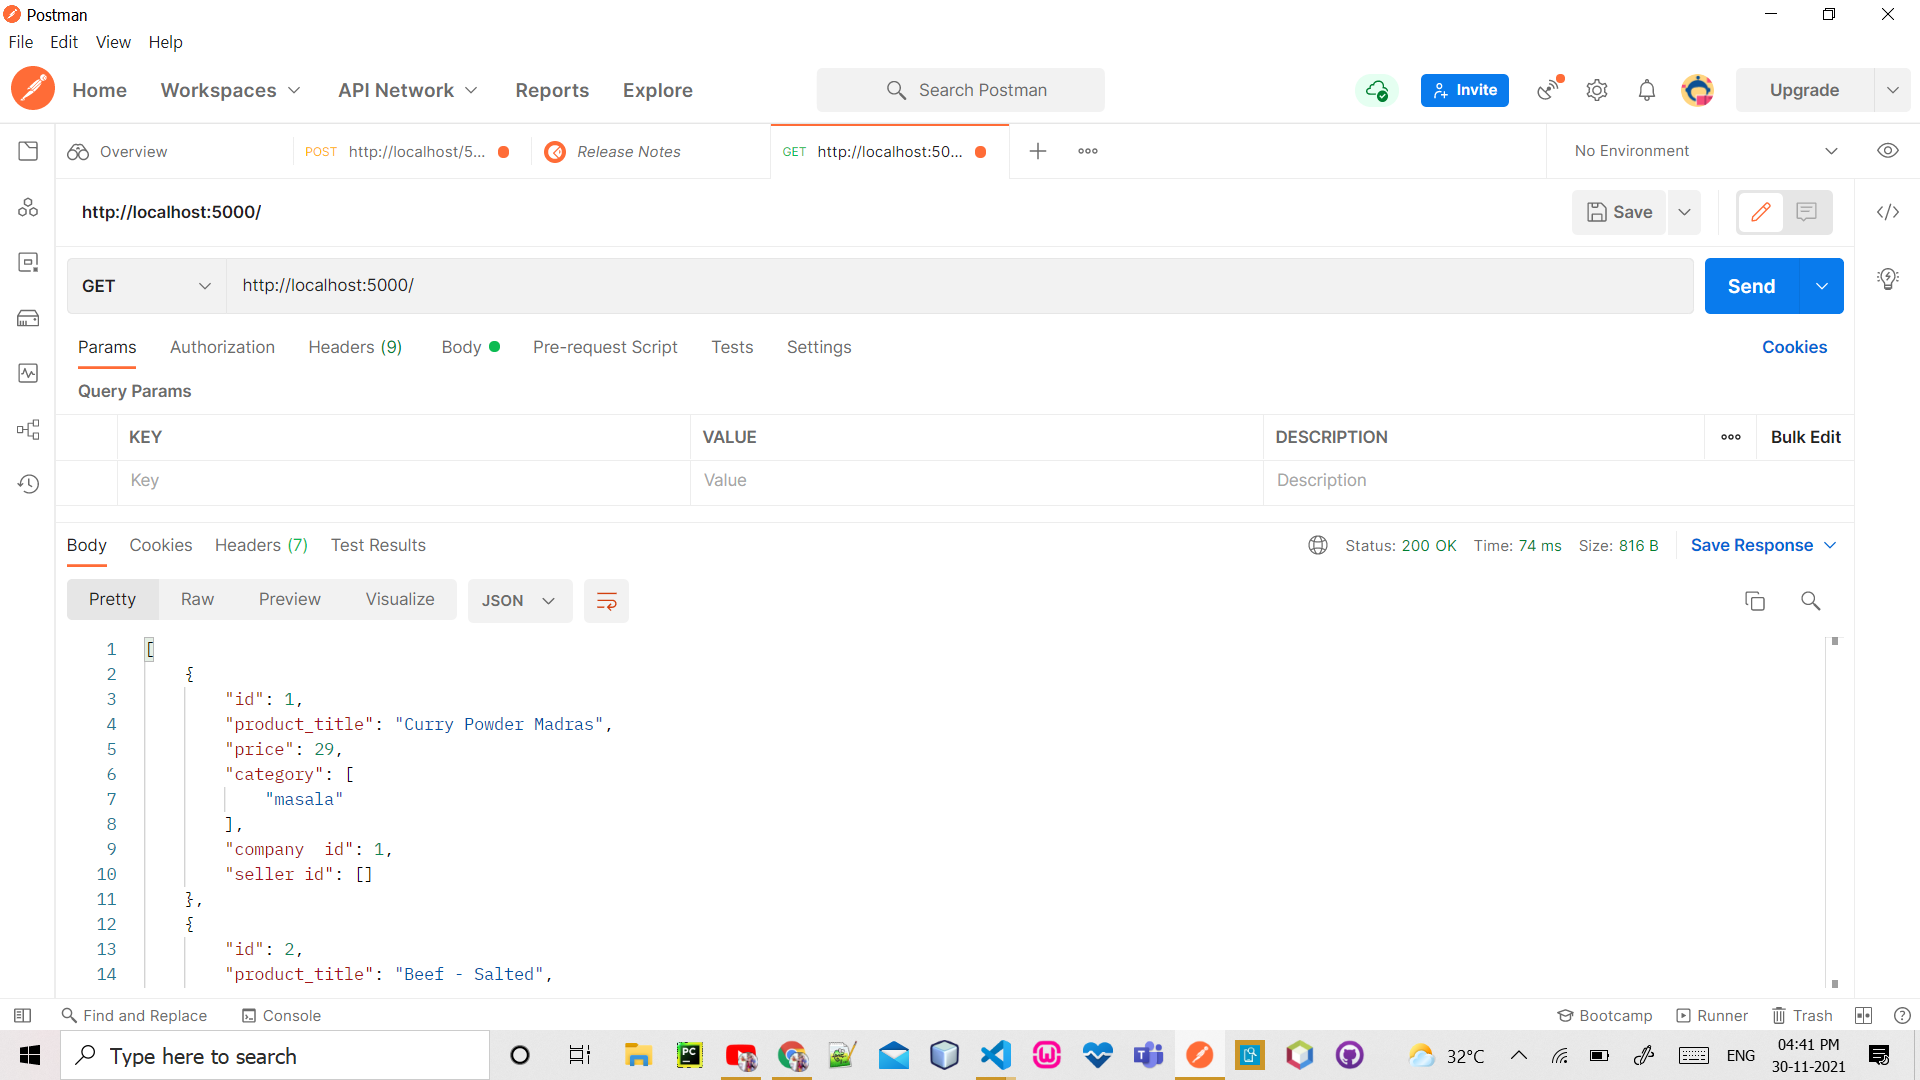 Postman
File Edit View Help
Home Workspaces API Network Reports Explore Search Postman Invite Upgrade
Overview POST http://localhost/5... Release Notes GET http://localhost:50... No Environment
http://localhost:5000/ Save
GET http://localhost:5000/ Send
Params Authorization Headers (9) Body Pre-request Script Tests Settings Cookies
Query Params
KEY VALUE DESCRIPTION Bulk Edit
Key Value Description
Body Cookies Headers (7) Test Results Status: 200 OK Time: 74 ms Size: 816 B Save Response
Pretty Raw Preview Visualize JSON
1 [
2 {
3 "id": 1,
4 "product_title": "Curry Powder Madras",
5 "price": 29,
6 "category": [
7 "masala"
8 ],
9 "company  id": 1,
10 "seller id": []
11 },
12 {
13 "id": 2,
14 "product_title": "Beef - Salted",
Find and Replace Console Bootcamp Runner Trash
Type here to search PC 32°C ENG 04:41 PM
30-11-2021